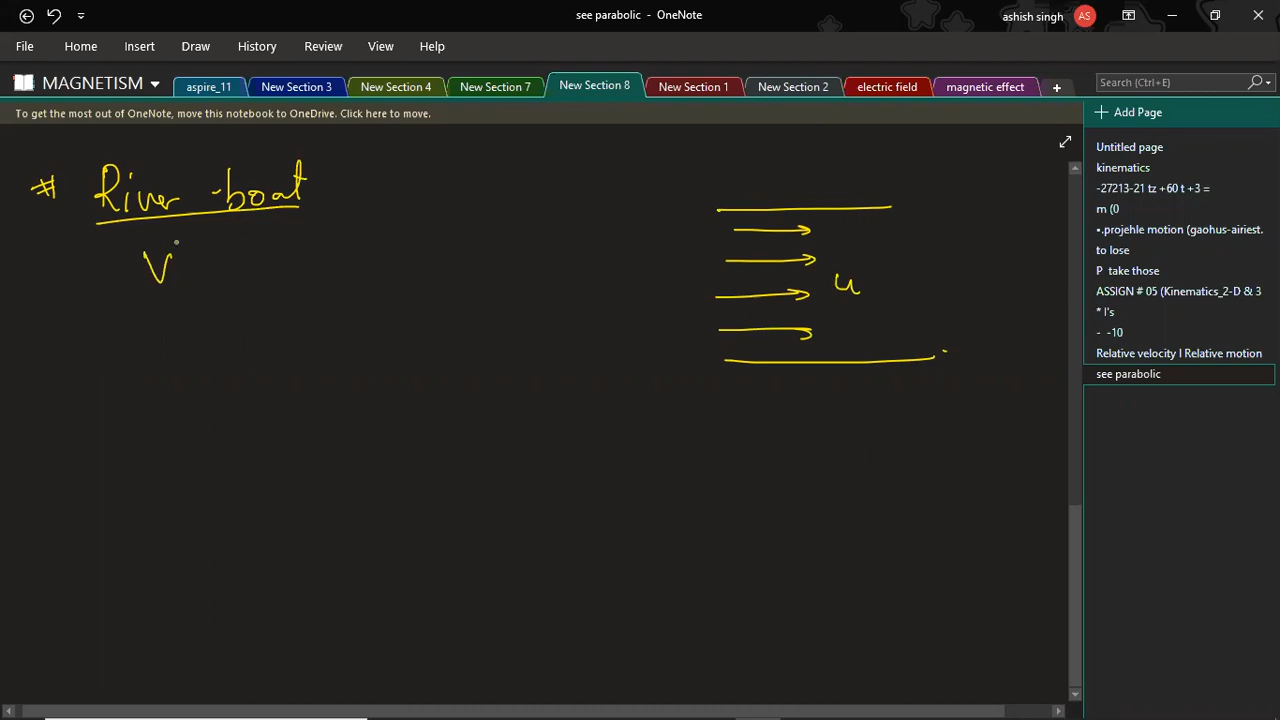 see parabolic - OneNote
ashish singh
AS
File Home Insert Draw History Review View Help
MAGNETISM
aspire_11 New Section 3 New Section 4 New Section 7 New Section 8 New Section 1 New Section 2 electric field magnetic effect +
Search (Ctrl+E)
To get the most out of OneNote, move this notebook to OneDrive. Click here to move.
Add Page
Untitled page
kinematics
-27213-21 tz +60 t +3 =
m (0
•.projehle motion (gaohus-airiest.
to lose
P take those
ASSIGN # 05 (Kinematics_2-D & 3
* I's
- -10
Relative velocity I Relative motion
see parabolic
* River -boat
V
u